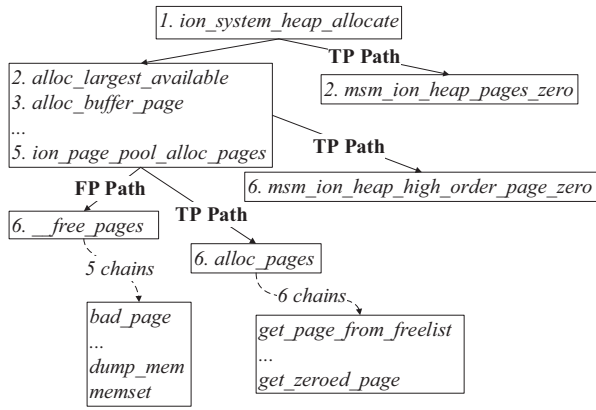 1. ion_system_heap_allocate
TP Path
2. alloc_largest_available
3. alloc_buffer_page
...
5. ion_page_pool_alloc_pages
2. msm_ion_heap_pages_zero
TP Path
6. msm_ion_heap_high_order_page_zero
FP Path
TP Path
6. __free_pages
6. alloc_pages
5 chains
6 chains
bad_page
...
dump_mem
memset
get_page_from_freelist
...
get_zeroed_page